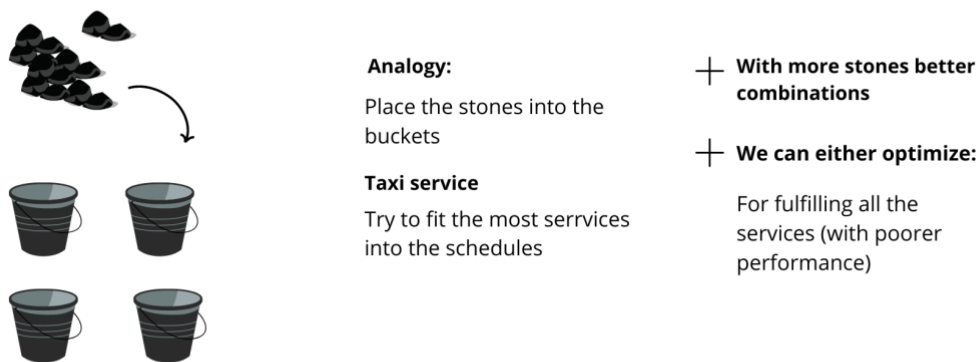 Analogy:
Place the stones into the
buckets
Taxi service
Try to fit the most serrvices
into the schedules
With more stones better
combinations
We can either optimize:
For fulfilling all the
services (with poorer
performance)